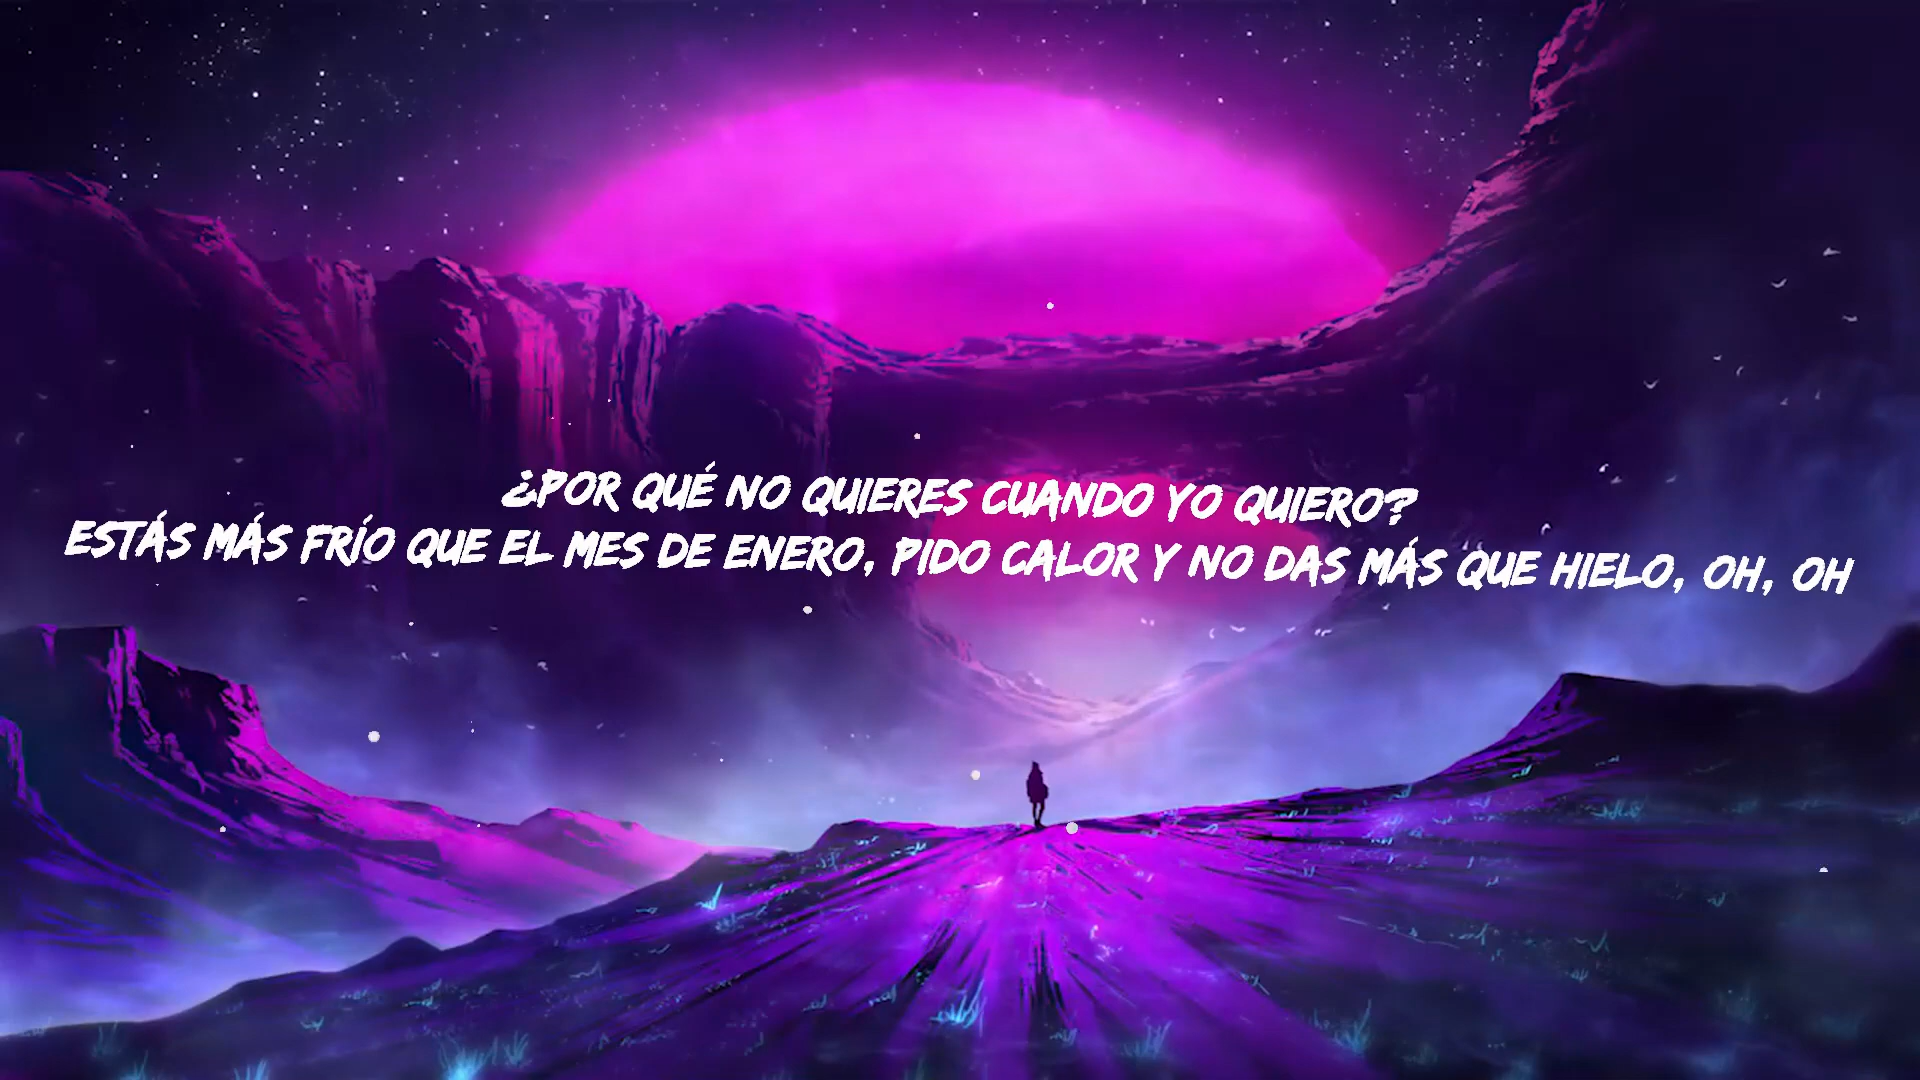 ¿POR QUÉ NO QUIERES CUANDO YO QUIERO?
ESTÁS MÁS FRÍO QUE EL MES DE ENERO, PIDO CALOR Y NO DAS MÁS QUE HIELO, OH, OH